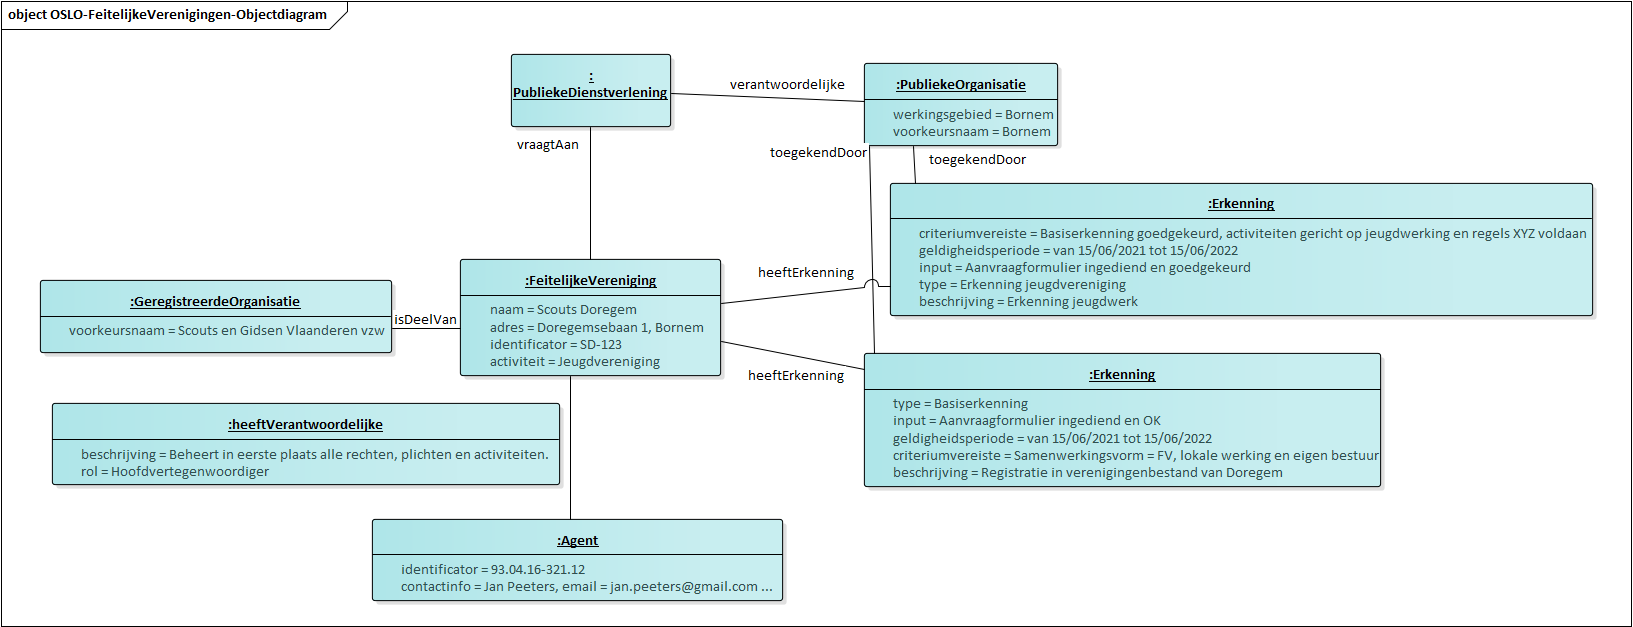 object OSLO-FeitelijkeVerenigingen-Objectdiagram
:
PubliekeDienstverlening
verantwoordelijke
:PubliekeOrganisatie
werkingsgebied = Bornem
voorkeursnaam = Bornem
vraagtAan
toegekendDoor
toegekendDoor
:Erkenning
criteriumvereiste = Basiserkenning goedgekeurd, activiteiten gericht op jeugdwerking en regels XYZ voldaan
geldigheidsperiode = van 15/06/2021 tot 15/06/2022
input = Aanvraagformulier ingediend en goedgekeurd
type = Erkenning jeugdvereniging
beschrijving = Erkenning jeugdwerk
heeftErkenning
:FeitelijkeVereniging
naam = Scouts Doregem
adres = Doregemsebaan 1, Bornem
identificator = SD-123
activiteit = Jeugdvereniging
:GeregistreerdeOrganisatie
voorkeursnaam = Scouts en Gidsen Vlaanderen vzw
isDeelVan
heeftErkenning
:Erkenning
type = Basiserkenning
input = Aanvraagformulier ingediend en OK
geldigheidsperiode = van 15/06/2021 tot 15/06/2022
criteriumvereiste = Samenwerkingsvorm = FV, lokale werking en eigen bestuur
beschrijving = Registratie in verenigingenbestand van Doregem
:heeftVerantwoordelijke
beschrijving = Beheert in eerste plaats alle rechten, plichten en activiteiten.
rol = Hoofdvertegenwoordiger
:Agent
identificator = 93.04.16-321.12
contactinfo = Jan Peeters, email = jan.peeters@gmail.com ...